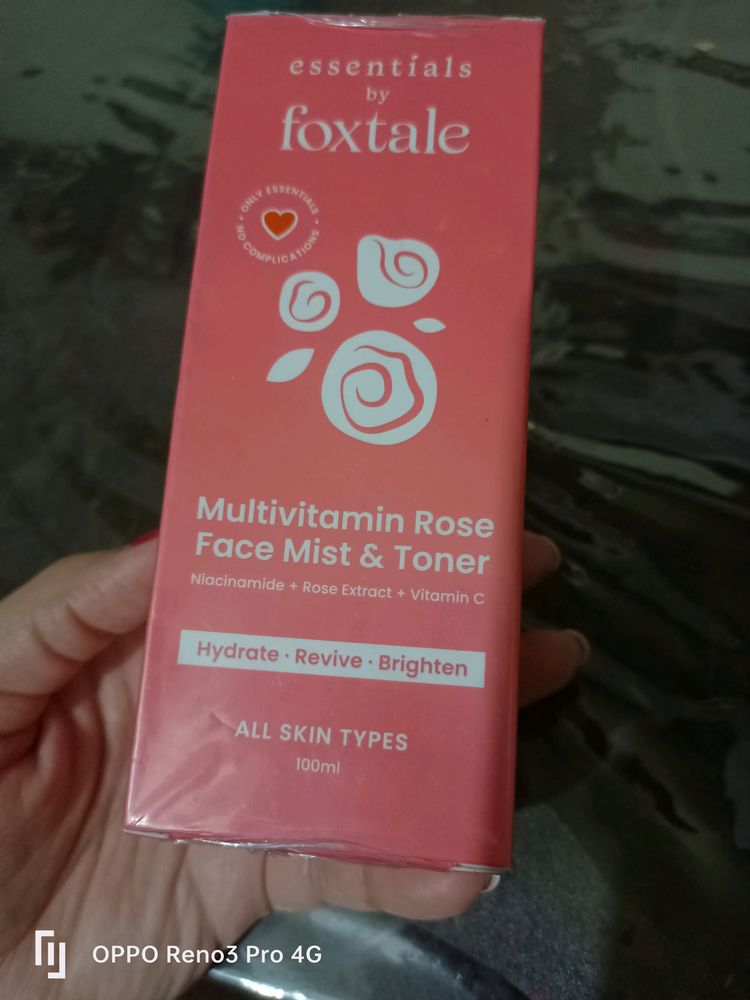 essentials
by
foxtale
ONLY ESSENTIALS
NO COMPLICATIONS
Multivitamin Rose
Face Mist & Toner
Niacinamide + Rose Extract + Vitamin C
Hydrate · Revive · Brighten
ALL SKIN TYPES
100ml
OPPO Reno3 Pro 4G